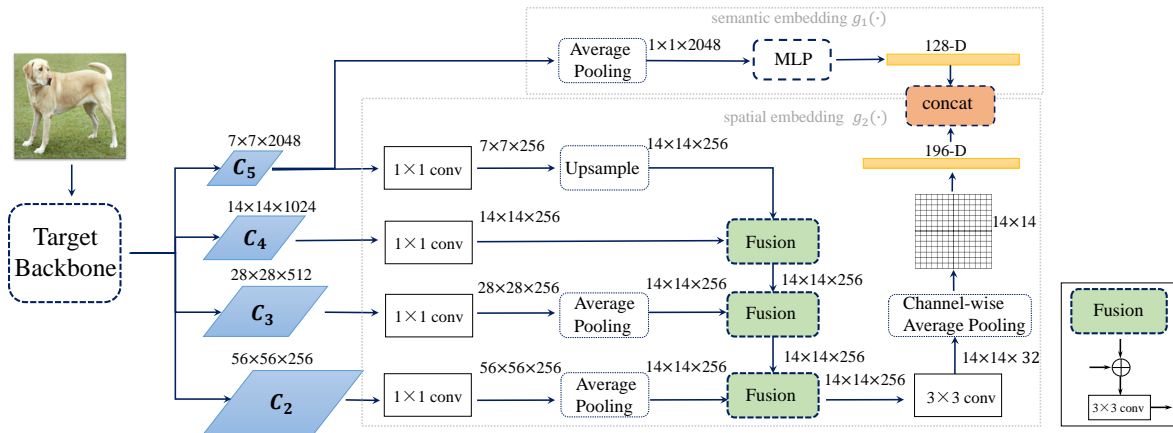 semantic embedding g₁(·)
Average
Pooling
1×1×2048
MLP
128-D
concat
spatial embedding g₂(·)
196-D
7×7×2048
C₅
1×1 conv
7×7×256
Upsample
14×14×256
Target
Backbone
14×14×1024
C₄
1×1 conv
14×14×256
Fusion
14×14
14×14×256
28×28×512
C₃
1×1 conv
28×28×256
Average
Pooling
14×14×256
Fusion
Channel-wise
Average Pooling
14×14×256
14×14× 32
56×56×256
C₂
1×1 conv
56×56×256
Average
Pooling
14×14×256
Fusion
14×14×256
3×3 conv
Fusion
3×3 conv